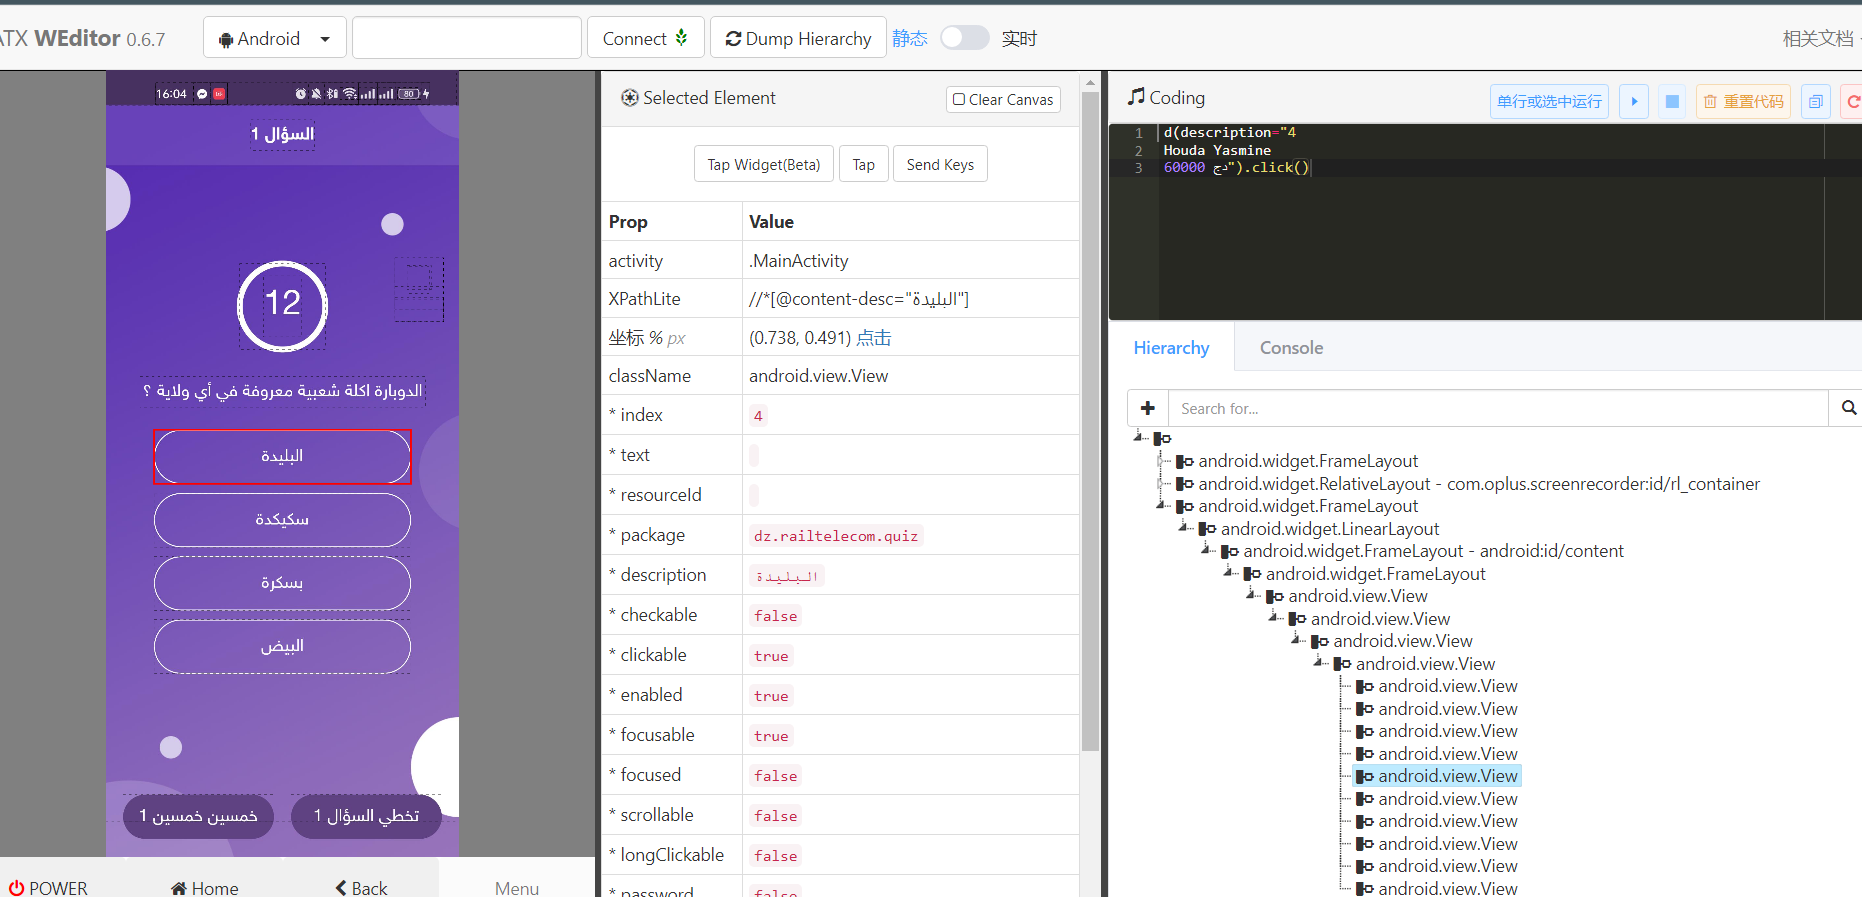 ATX WEditor 0.6.7
Android
Connect
Dump Hierarchy
静态
实时
相关文档
16:04
80
السؤال 1
12
الدوبارة اكلة شعبية معروفة في أي ولاية ؟
البليدة
سكيكدة
بسكرة
البيض
خمسين خمسين 1
تخطي السؤال 1
POWER
Home
Back
Menu
Selected Element
Clear Canvas
Tap Widget(Beta)
Tap
Send Keys
Prop Value
activity .MainActivity
XPathLite //*[@content-desc="البليدة"]
坐标 % px (0.738, 0.491) 点击
className android.view.View
* index 4
* text
* resourceId
* package dz.railtelecom.quiz
* description البليدة
* checkable false
* clickable true
* enabled true
* focusable true
* focused false
* scrollable false
* longClickable false
* password false
Coding
单行或选中运行
重置代码
1 d(description="4
2 Houda Yasmine
3 60000 دج").click()
Hierarchy
Console
Search for...
android.widget.FrameLayout
android.widget.RelativeLayout - com.oplus.screenrecorder:id/rl_container
android.widget.FrameLayout
android.widget.LinearLayout
android.widget.FrameLayout - android:id/content
android.widget.FrameLayout
android.view.View
android.view.View
android.view.View
android.view.View
android.view.View
android.view.View
android.view.View
android.view.View
android.view.View
android.view.View
android.view.View
android.view.View
android.view.View
android.view.View